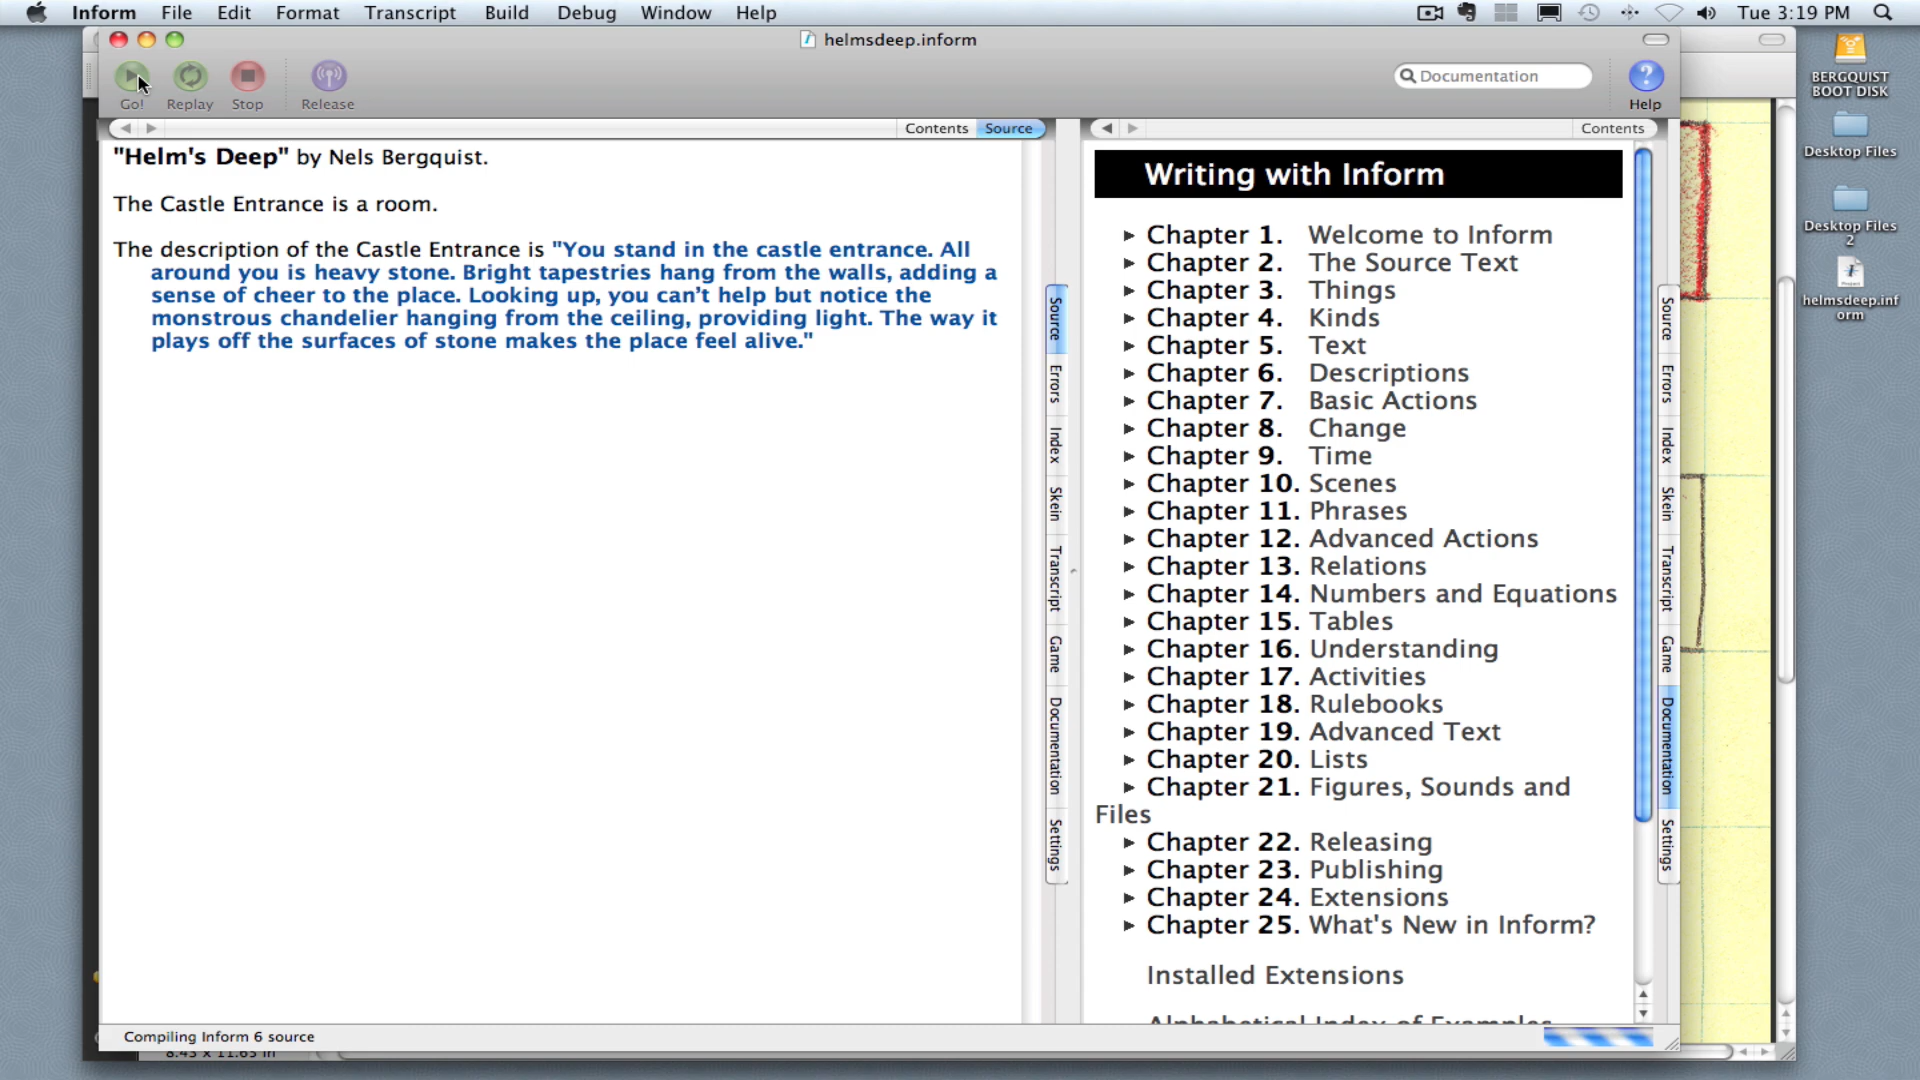 Inform File Edit Format Transcript Build Debug Window Help Tue 3:19 PM
helmsdeep.inform
Go! Replay Stop Release Documentation Help
Contents Source
Contents
"Helm's Deep" by Nels Bergquist.
The Castle Entrance is a room.
The description of the Castle Entrance is "You stand in the castle entrance. All
around you is heavy stone. Bright tapestries hang from the walls, adding a
sense of cheer to the place. Looking up, you can't help but notice the
monstrous chandelier hanging from the ceiling, providing light. The way it
plays off the surfaces of stone makes the place feel alive."
Source
Errors
Index
Skein
Transcript
Game
Documentation
Settings
Writing with Inform
Chapter 1. Welcome to Inform
Chapter 2. The Source Text
Chapter 3. Things
Chapter 4. Kinds
Chapter 5. Text
Chapter 6. Descriptions
Chapter 7. Basic Actions
Chapter 8. Change
Chapter 9. Time
Chapter 10. Scenes
Chapter 11. Phrases
Chapter 12. Advanced Actions
Chapter 13. Relations
Chapter 14. Numbers and Equations
Chapter 15. Tables
Chapter 16. Understanding
Chapter 17. Activities
Chapter 18. Rulebooks
Chapter 19. Advanced Text
Chapter 20. Lists
Chapter 21. Figures, Sounds and
Files
Chapter 22. Releasing
Chapter 23. Publishing
Chapter 24. Extensions
Chapter 25. What's New in Inform?
Installed Extensions
Alphabetical Index of Examples
Source
Errors
Index
Skein
Transcript
Game
Documentation
Settings
BERGQUIST
BOOT DISK
Desktop Files
Desktop Files
2
helmsdeep.inf
orm
Compiling Inform 6 source
8.43 x 11.63 in